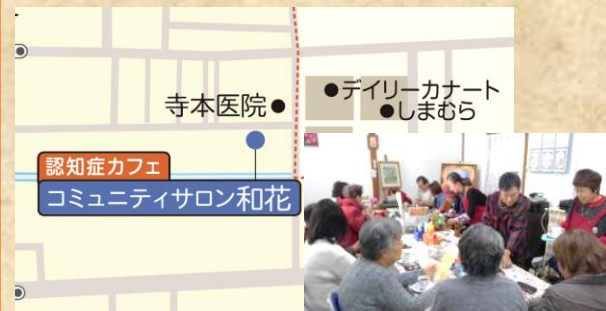 ●デイリーカナート
寺本医院●
●しまむら
認知症カフェ
コミュニティサロン和花